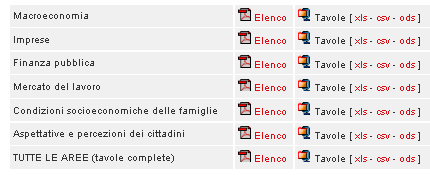 Macroeconomia Elenco Tavole [ xls - csv - ods ]
Imprese Elenco Tavole [ xls - csv - ods ]
Finanza pubblica Elenco Tavole [ xls - csv - ods ]
Mercato del lavoro Elenco Tavole [ xls - csv - ods ]
Condizioni socioeconomiche delle famiglie Elenco Tavole [ xls - csv - ods ]
Aspettative e percezioni dei cittadini Elenco Tavole [ xls - csv - ods ]
TUTTE LE AREE (tavole complete) Elenco Tavole [ xls - csv - ods ]